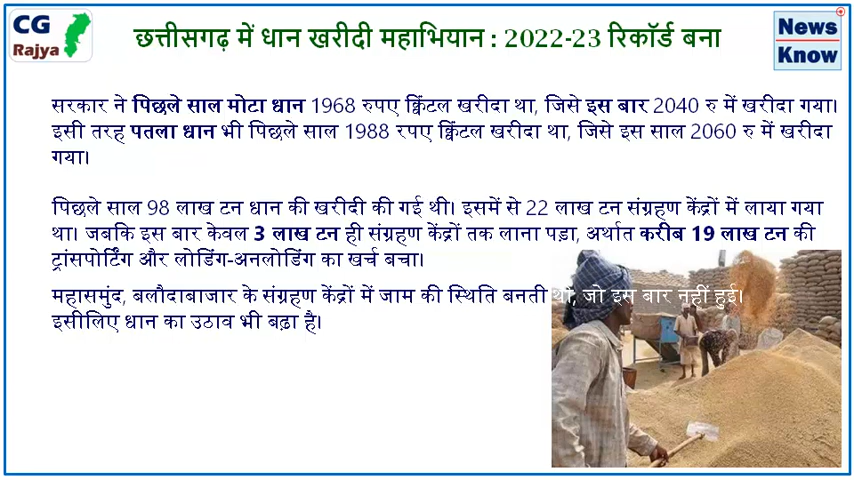 CG
Rajya
छत्तीसगढ़ में धान खरीदी महाभियान : 2022-23 रिकॉर्ड बना
News
Know
सरकार ने पिछले साल मोटा धान 1968 रुपए क्विंटल खरीदा था, जिसे इस बार 2040 रु में खरीदा गया।
इसी तरह पतला धान भी पिछले साल 1988 रपए क्विंटल खरीदा था, जिसे इस साल 2060 रु में खरीदा
गया।
पिछले साल 98 लाख टन धान की खरीदी की गई थी। इसमें से 22 लाख टन संग्रहण केंद्रों में लाया गया
था। जबकि इस बार केवल 3 लाख टन ही संग्रहण केंद्रों तक लाना पड़ा, अर्थात करीब 19 लाख टन की
ट्रांसपोर्टिंग और लोडिंग-अनलोडिंग का खर्च बचा।
महासमुंद, बलौदाबाजार के संग्रहण केंद्रों में जाम की स्थिति बनती थी, जो इस बार नहीं हुई।
इसीलिए धान का उठाव भी बढ़ा है।